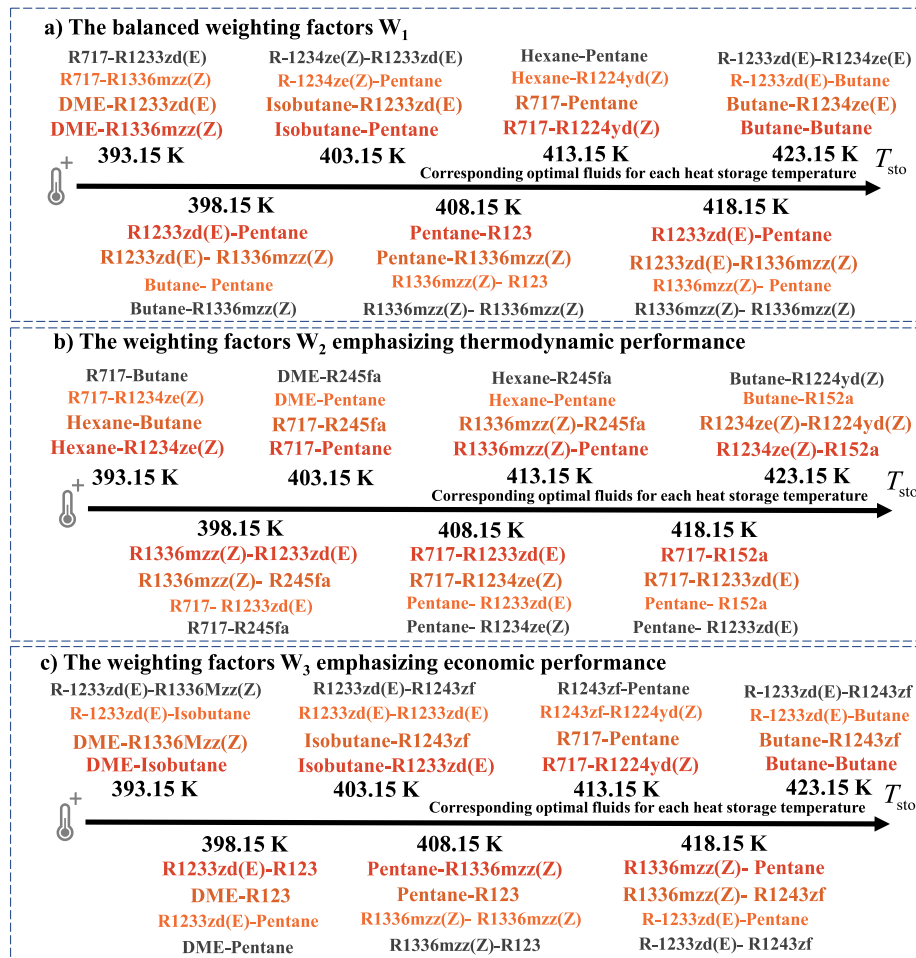 a) The balanced weighting factors W1
R717-R1233zd(E) R-1234ze(Z)-R1233zd(E) Hexane-Pentane R-1233zd(E)-R1234ze(E)
R717-R1336mzz(Z) R-1234ze(Z)-Pentane Hexane-R1224yd(Z) R-1233zd(E)-Butane
DME-R1233zd(E) Isobutane-R1233zd(E) R717-Pentane Butane-R1234ze(E)
DME-R1336mzz(Z) Isobutane-Pentane R717-R1224yd(Z) Butane-Butane
393.15 K 403.15 K 413.15 K 423.15 K Tsto
Corresponding optimal fluids for each heat storage temperature
398.15 K 408.15 K 418.15 K
R1233zd(E)-Pentane Pentane-R123 R1233zd(E)-Pentane
R1233zd(E)- R1336mzz(Z) Pentane-R1336mzz(Z) R1233zd(E)-R1336mzz(Z)
Butane- Pentane R1336mzz(Z)- R123 R1336mzz(Z)- Pentane
Butane-R1336mzz(Z) R1336mzz(Z)- R1336mzz(Z) R1336mzz(Z)- R1336mzz(Z)
b) The weighting factors W2 emphasizing thermodynamic performance
R717-Butane DME-R245fa Hexane-R245fa Butane-R1224yd(Z)
R717-R1234ze(Z) DME-Pentane Hexane-Pentane Butane-R152a
Hexane-Butane R717-R245fa R1336mzz(Z)-R245fa R1234ze(Z)-R1224yd(Z)
Hexane-R1234ze(Z) R717-Pentane R1336mzz(Z)-Pentane R1234ze(Z)-R152a
393.15 K 403.15 K 413.15 K 423.15 K Tsto
Corresponding optimal fluids for each heat storage temperature
398.15 K 408.15 K 418.15 K
R1336mzz(Z)-R1233zd(E) R717-R1233zd(E) R717-R152a
R1336mzz(Z)- R245fa R717-R1234ze(Z) R717-R1233zd(E)
R717- R1233zd(E) Pentane- R1233zd(E) Pentane- R152a
R717-R245fa Pentane- R1234ze(Z) Pentane- R1233zd(E)
c) The weighting factors W3 emphasizing economic performance
R-1233zd(E)-R1336Mzz(Z) R1233zd(E)-R1243zf R1243zf-Pentane R-1233zd(E)-R1243zf
R-1233zd(E)-Isobutane R1233zd(E)-R1233zd(E) R1243zf-R1224yd(Z) R-1233zd(E)-Butane
DME-R1336Mzz(Z) Isobutane-R1243zf R717-Pentane Butane-R1243zf
DME-Isobutane Isobutane-R1233zd(E) R717-R1224yd(Z) Butane-Butane
393.15 K 403.15 K 413.15 K 423.15 K Tsto
Corresponding optimal fluids for each heat storage temperature
398.15 K 408.15 K 418.15 K
R1233zd(E)-R123 Pentane-R1336mzz(Z) R1336mzz(Z)- Pentane
DME-R123 Pentane-R123 R1336mzz(Z)- R1243zf
R1233zd(E)-Pentane R1336mzz(Z)- R1336mzz(Z) R-1233zd(E)-Pentane
DME-Pentane R1336mzz(Z)-R123 R-1233zd(E)- R1243zf